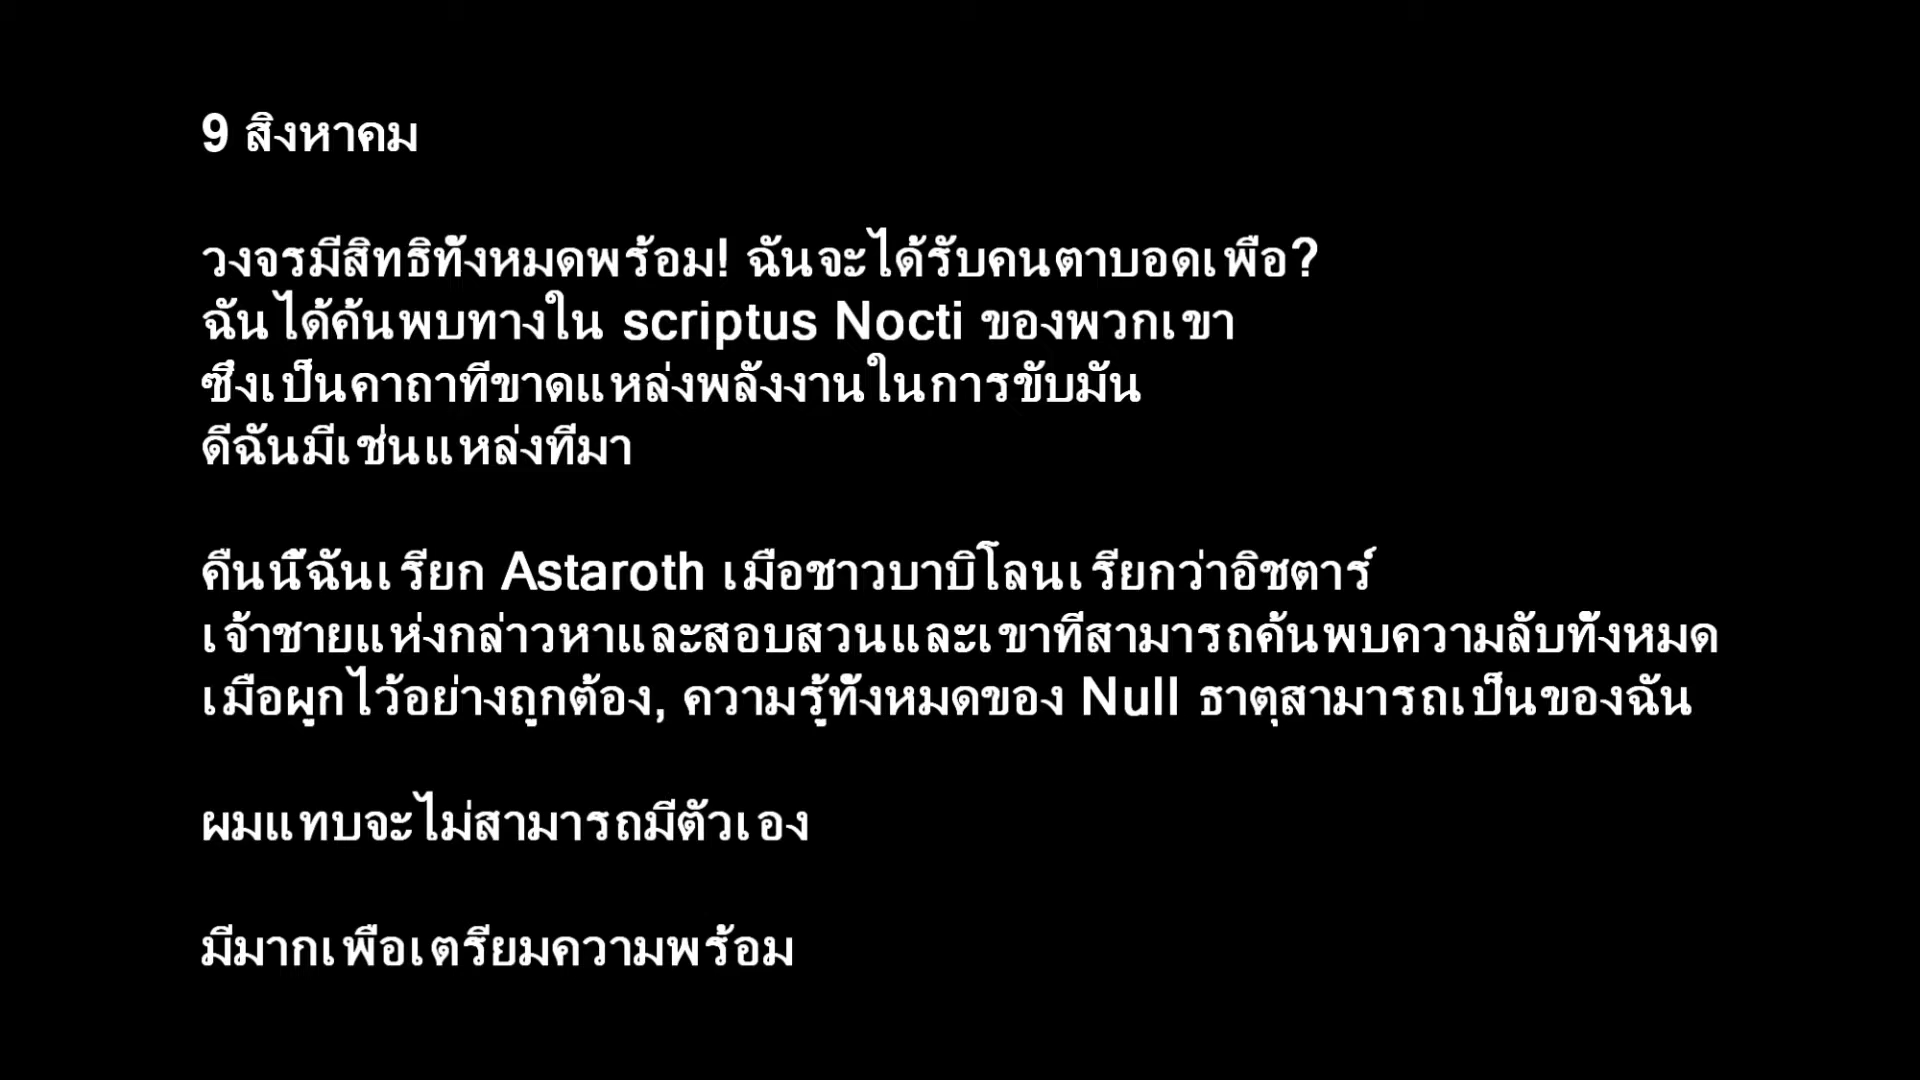 9 สิงหาคม
วงจรมีสิทธิทั้งหมดพร้อม! ฉันจะได้รับคนตาบอดเพื่อ?
ฉันได้ค้นพบทางใน scriptus Nocti ของพวกเขา
ซึ่งเป็นคาถาที่ขาดแหล่งพลังงานในการขับมัน
ดีฉันมีเช่นแหล่งที่มา
คืนนี้ฉันเรียก Astaroth เมื่อชาวบาบิโลนเรียกว่าอิชตาร์
เจ้าชายแห่งกล่าวหาและสอบสวนและเขาที่สามารถค้นพบความลับทั้งหมด
เมื่อผูกไว้อย่างถูกต้อง, ความรู้ทั้งหมดของ Null ธาตุสามารถเป็นของฉัน
ผมแทบจะไม่สามารถมีตัวเอง
มีมากเพื่อเตรียมความพร้อม